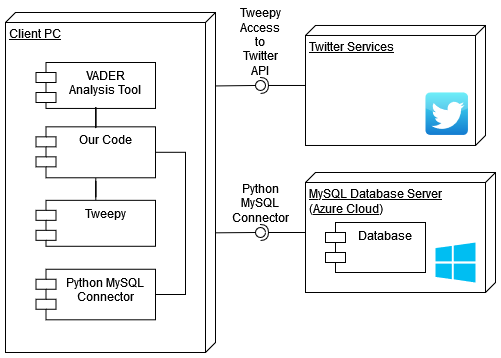 Client PC
VADER
Analysis Tool
Our Code
Tweepy
Python MySQL
Connector
Tweepy
Access
to
Twitter
API
Python
MySQL
Connector
Twitter Services
MySQL Database Server
(Azure Cloud)
Database